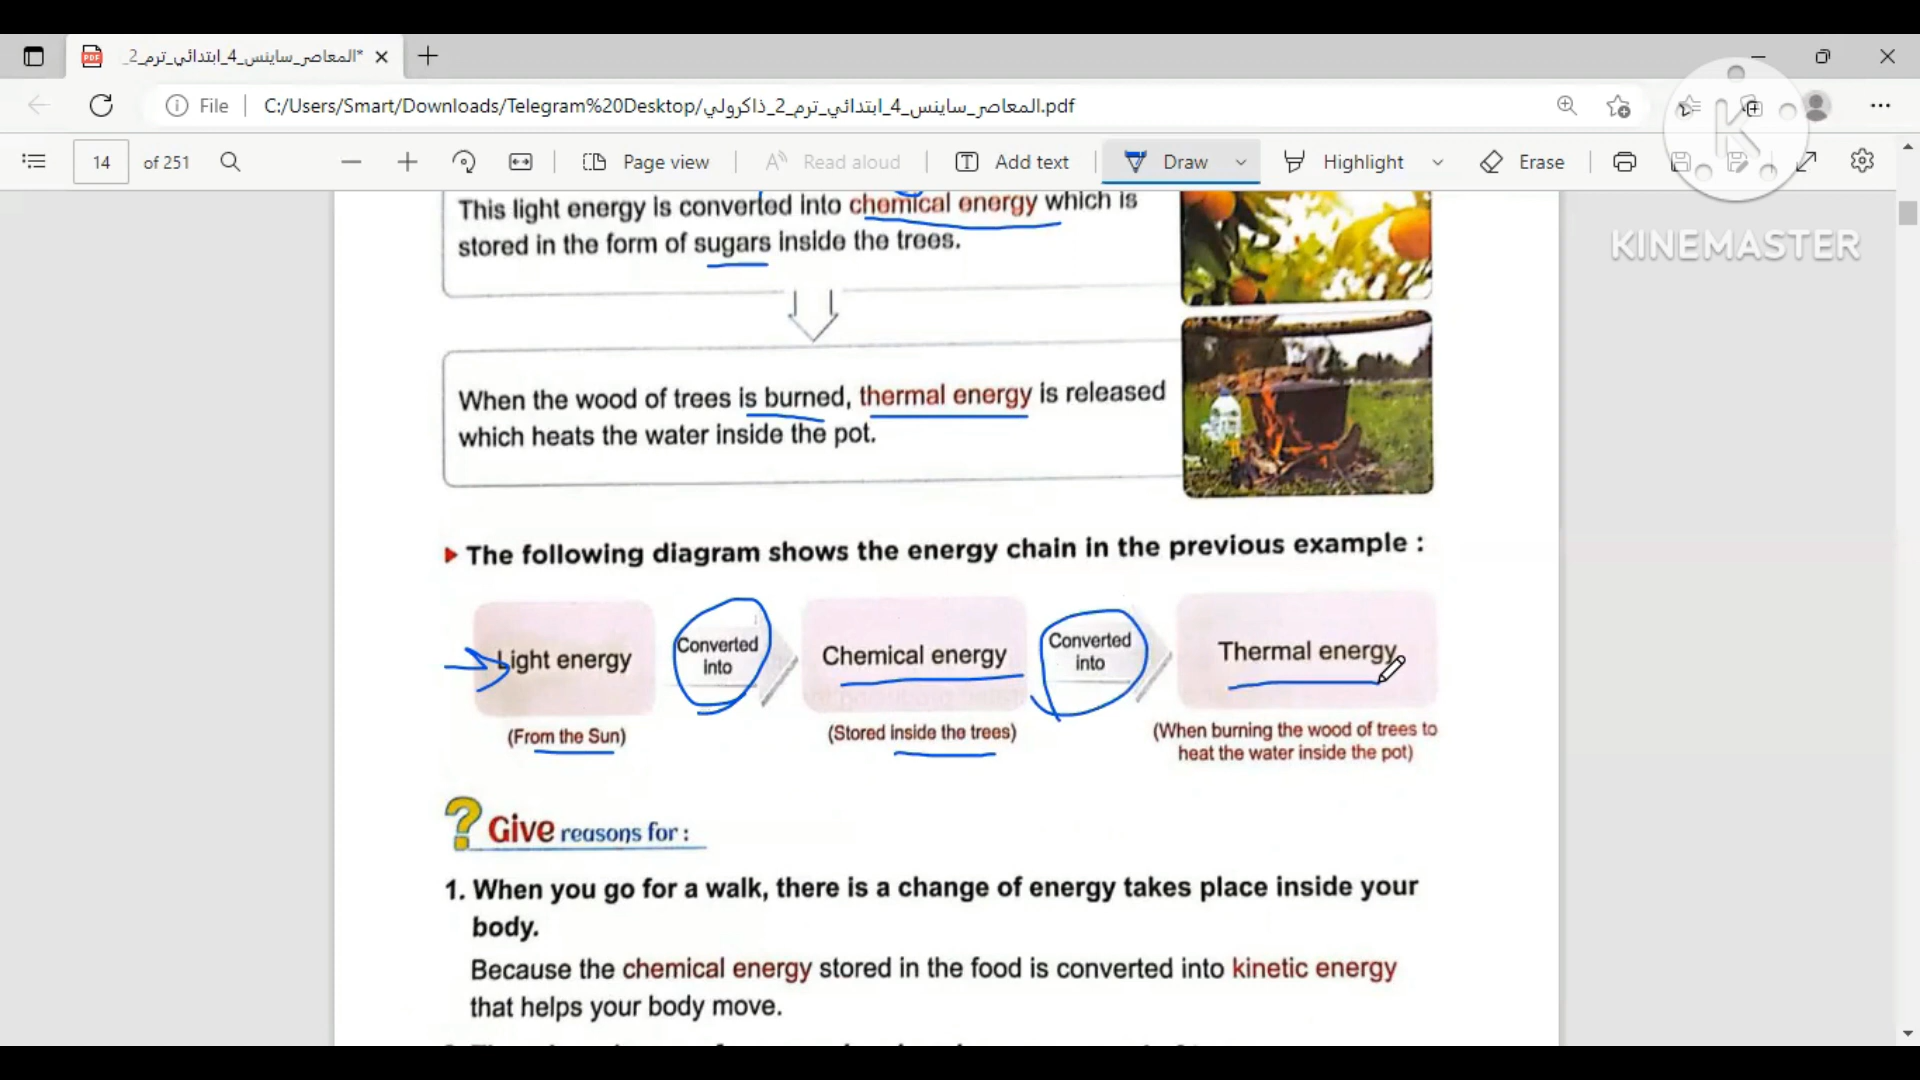 *المعاصر_ساينس_4_ابتدائي_ترم_2_
File
C:/Users/Smart/Downloads/Telegram%20Desktop/المعاصر_ساينس_4_ابتدائي_ترم_2_ذاكرولي.pdf
14 of 251
Page view
Read aloud
Add text
Draw
Highlight
Erase
KINEMASTER
This light energy is converted into chemical energy which is
stored in the form of sugars inside the trees.
When the wood of trees is burned, thermal energy is released
which heats the water inside the pot.
The following diagram shows the energy chain in the previous example :
Light energy
Converted
into
Chemical energy
Converted
into
Thermal energy
(From the Sun)
(Stored inside the trees)
(When burning the wood of trees to
heat the water inside the pot)
? Give reasons for :
1. When you go for a walk, there is a change of energy takes place inside your
body.
Because the chemical energy stored in the food is converted into kinetic energy
that helps your body move.